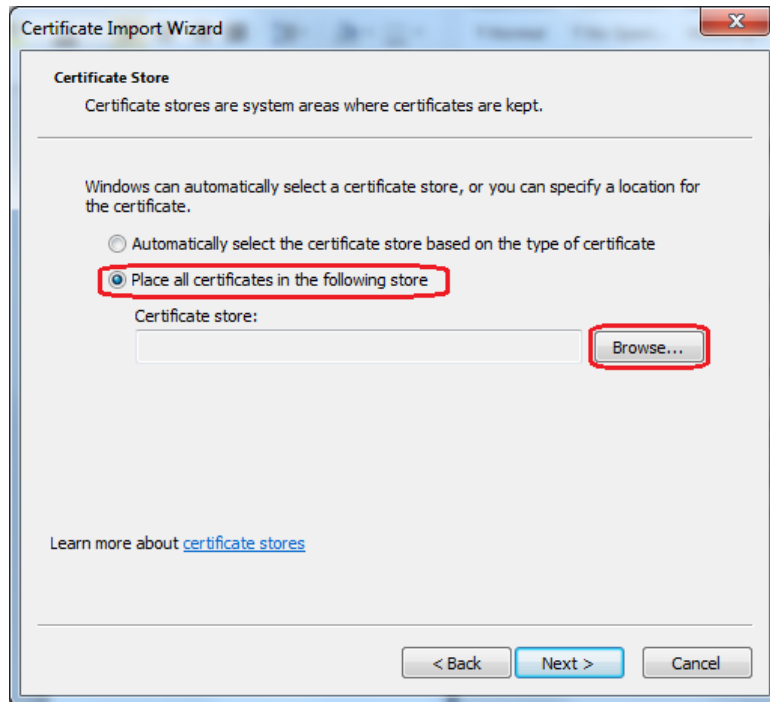 Certificate Import Wizard
Certificate Store
Certificate stores are system areas where certificates are kept.
Windows can automatically select a certificate store, or you can specify a location for
the certificate.
Automatically select the certificate store based on the type of certificate
Place all certificates in the following store
Certificate store:
Browse...
Learn more about certificate stores
< Back Next > Cancel